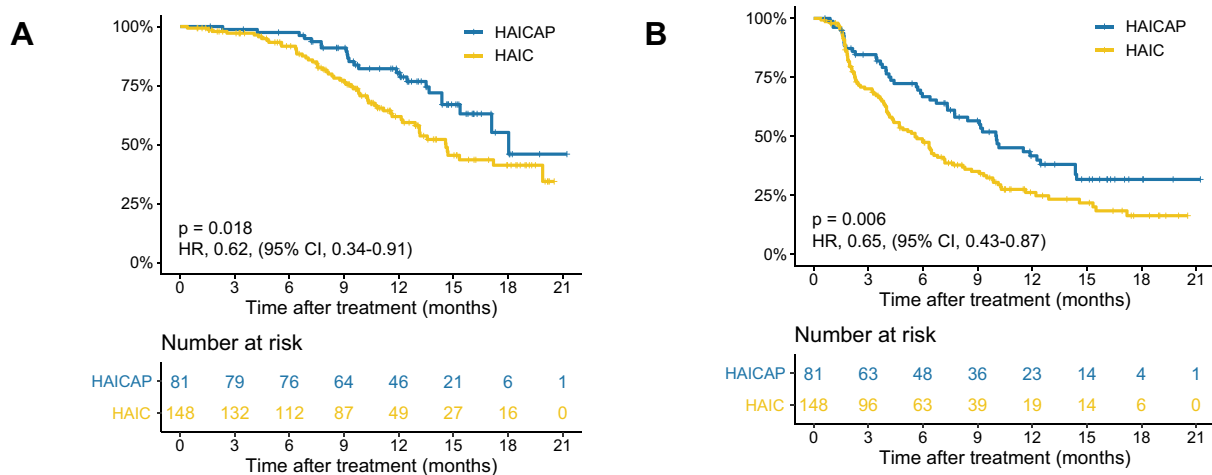 A
100%
75%
50%
25%
0%
HAICAP
HAIC
p = 0.018
HR, 0.62, (95% CI, 0.34-0.91)
0 3 6 9 12 15 18 21
Time after treatment (months)
Number at risk
HAICAP 81 79 76 64 46 21 6 1
HAIC 148 132 112 87 49 27 16 0
0 3 6 9 12 15 18 21
Time after treatment (months)
B
100%
75%
50%
25%
0%
HAICAP
HAIC
p = 0.006
HR, 0.65, (95% CI, 0.43-0.87)
0 3 6 9 12 15 18 21
Time after treatment (months)
Number at risk
HAICAP 81 63 48 36 23 14 4 1
HAIC 148 96 63 39 19 14 6 0
0 3 6 9 12 15 18 21
Time after treatment (months)